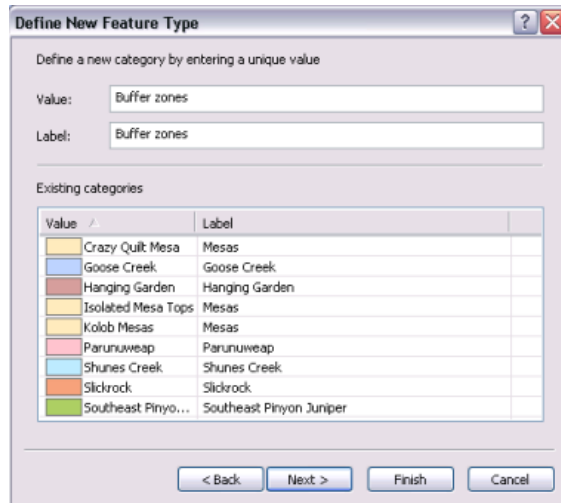 Define New Feature Type
Define a new category by entering a unique value
Value: Buffer zones
Label: Buffer zones
Existing categories
Value Label
Crazy Quilt Mesa Mesas
Goose Creek Goose Creek
Hanging Garden Hanging Garden
Isolated Mesa Tops Mesas
Kolob Mesas Mesas
Parunuweap Parunuweap
Shunes Creek Shunes Creek
Slickrock Slickrock
Southeast Pinyo... Southeast Pinyon Juniper
< Back Next > Finish Cancel